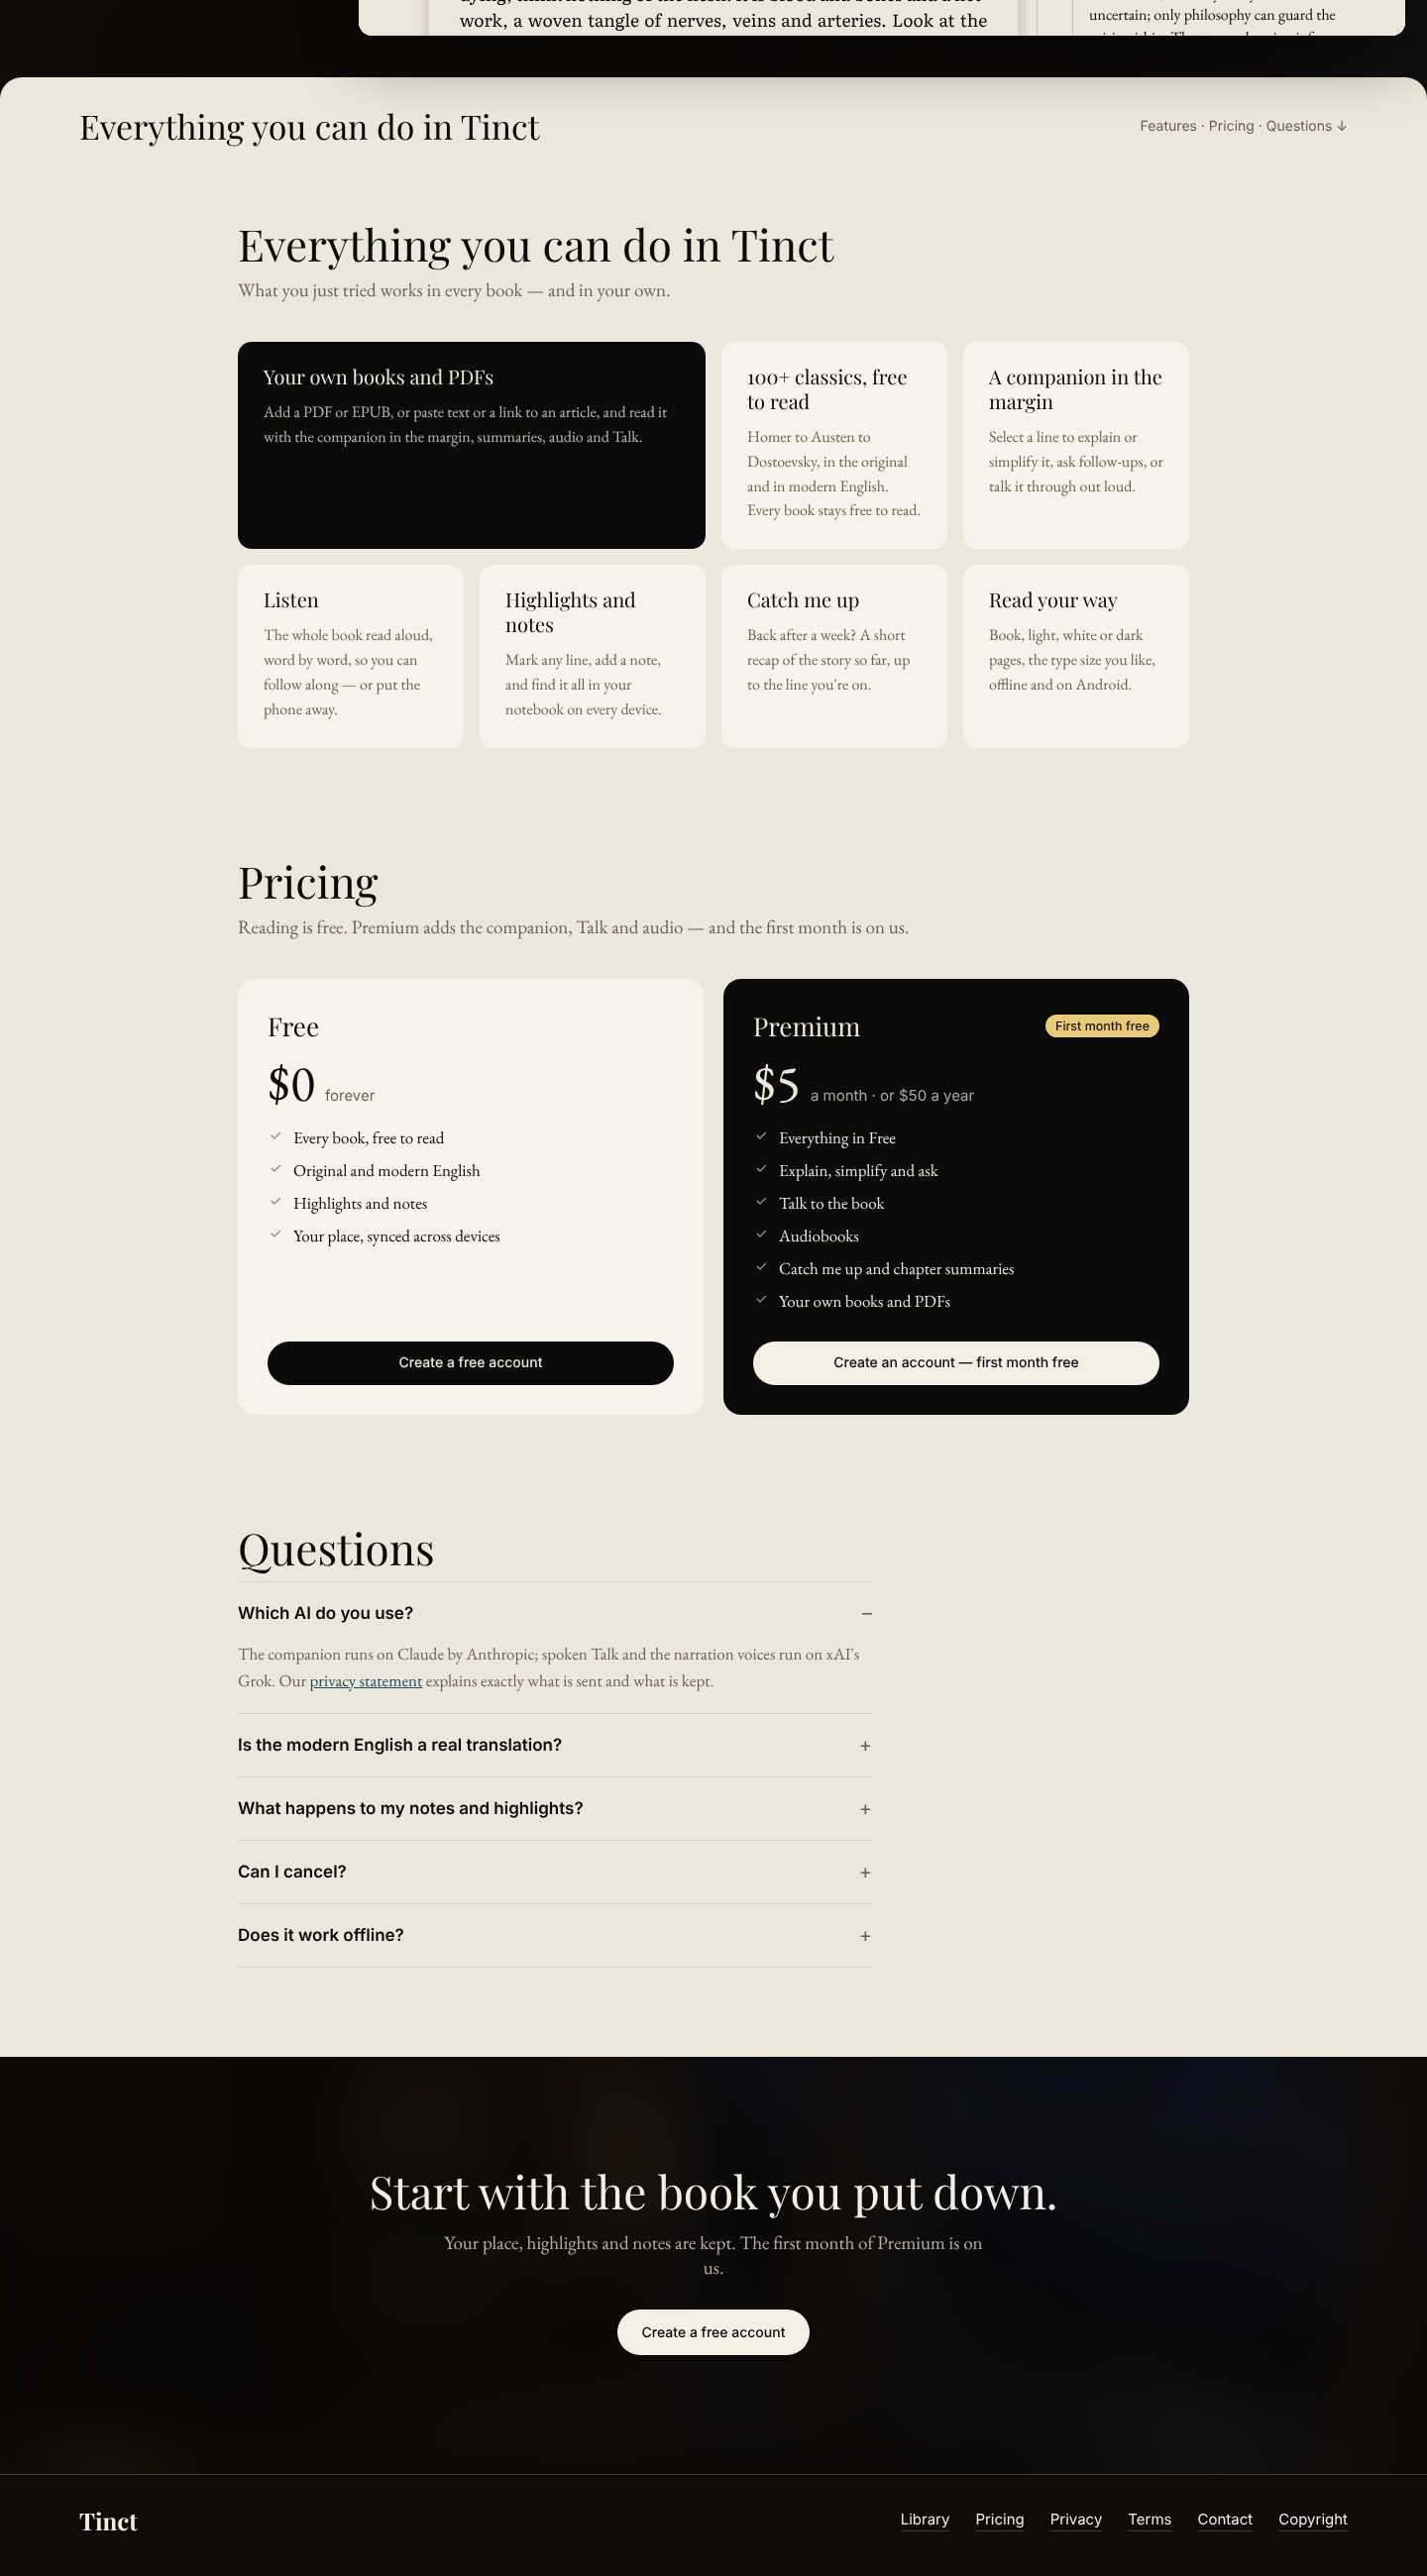 work, a woven tangle of nerves, veins and arteries. Look at the
uncertain; only philosophy can guard the
Everything you can do in Tinct
Features · Pricing · Questions ↓
Everything you can do in Tinct
What you just tried works in every book — and in your own.
Your own books and PDFs
Add a PDF or EPUB, or paste text or a link to an article, and read it
with the companion in the margin, summaries, audio and Talk.
100+ classics, free
to read
Homer to Austen to
Dostoevsky, in the original
and in modern English.
Every book stays free to read.
A companion in the
margin
Select a line to explain or
simplify it, ask follow-ups, or
talk it through out loud.
Listen
The whole book read aloud,
word by word, so you can
follow along — or put the
phone away.
Highlights and
notes
Mark any line, add a note,
and find it all in your
notebook on every device.
Catch me up
Back after a week? A short
recap of the story so far, up
to the line you're on.
Read your way
Book, light, white or dark
pages, the type size you like,
offline and on Android.
Pricing
Reading is free. Premium adds the companion, Talk and audio — and the first month is on us.
Free
$0 forever
Every book, free to read
Original and modern English
Highlights and notes
Your place, synced across devices
Create a free account
Premium
First month free
$5 a month · or $50 a year
Everything in Free
Explain, simplify and ask
Talk to the book
Audiobooks
Catch me up and chapter summaries
Your own books and PDFs
Create an account — first month free
Questions
Which AI do you use?
The companion runs on Claude by Anthropic; spoken Talk and the narration voices run on xAI's
Grok. Our privacy statement explains exactly what is sent and what is kept.
Is the modern English a real translation?
What happens to my notes and highlights?
Can I cancel?
Does it work offline?
Start with the book you put down.
Your place, highlights and notes are kept. The first month of Premium is on
us.
Create a free account
Tinct
Library
Pricing
Privacy
Terms
Contact
Copyright